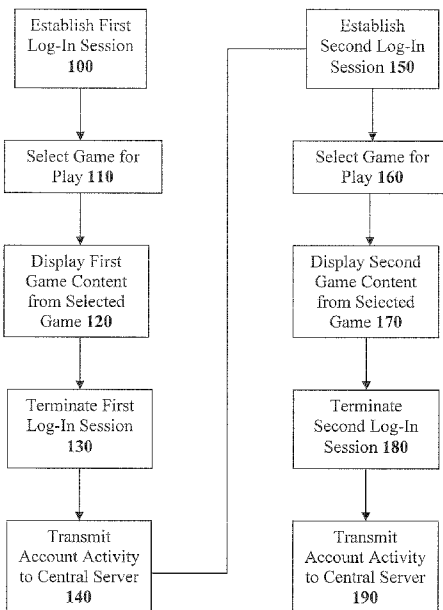 Establish First
Log-In Session
100
Select Game for
Play 110
Display First
Game Content
from Selected
Game 120
Terminate First
Log-In Session
130
Transmit
Account Activity
to Central Server
140
Establish
Second Log-In
Session 150
Select Game for
Play 160
Display Second
Game Content
from Selected
Game 170
Terminate
Second Log-In
Session 180
Transmit
Account Activity
to Central Server
190